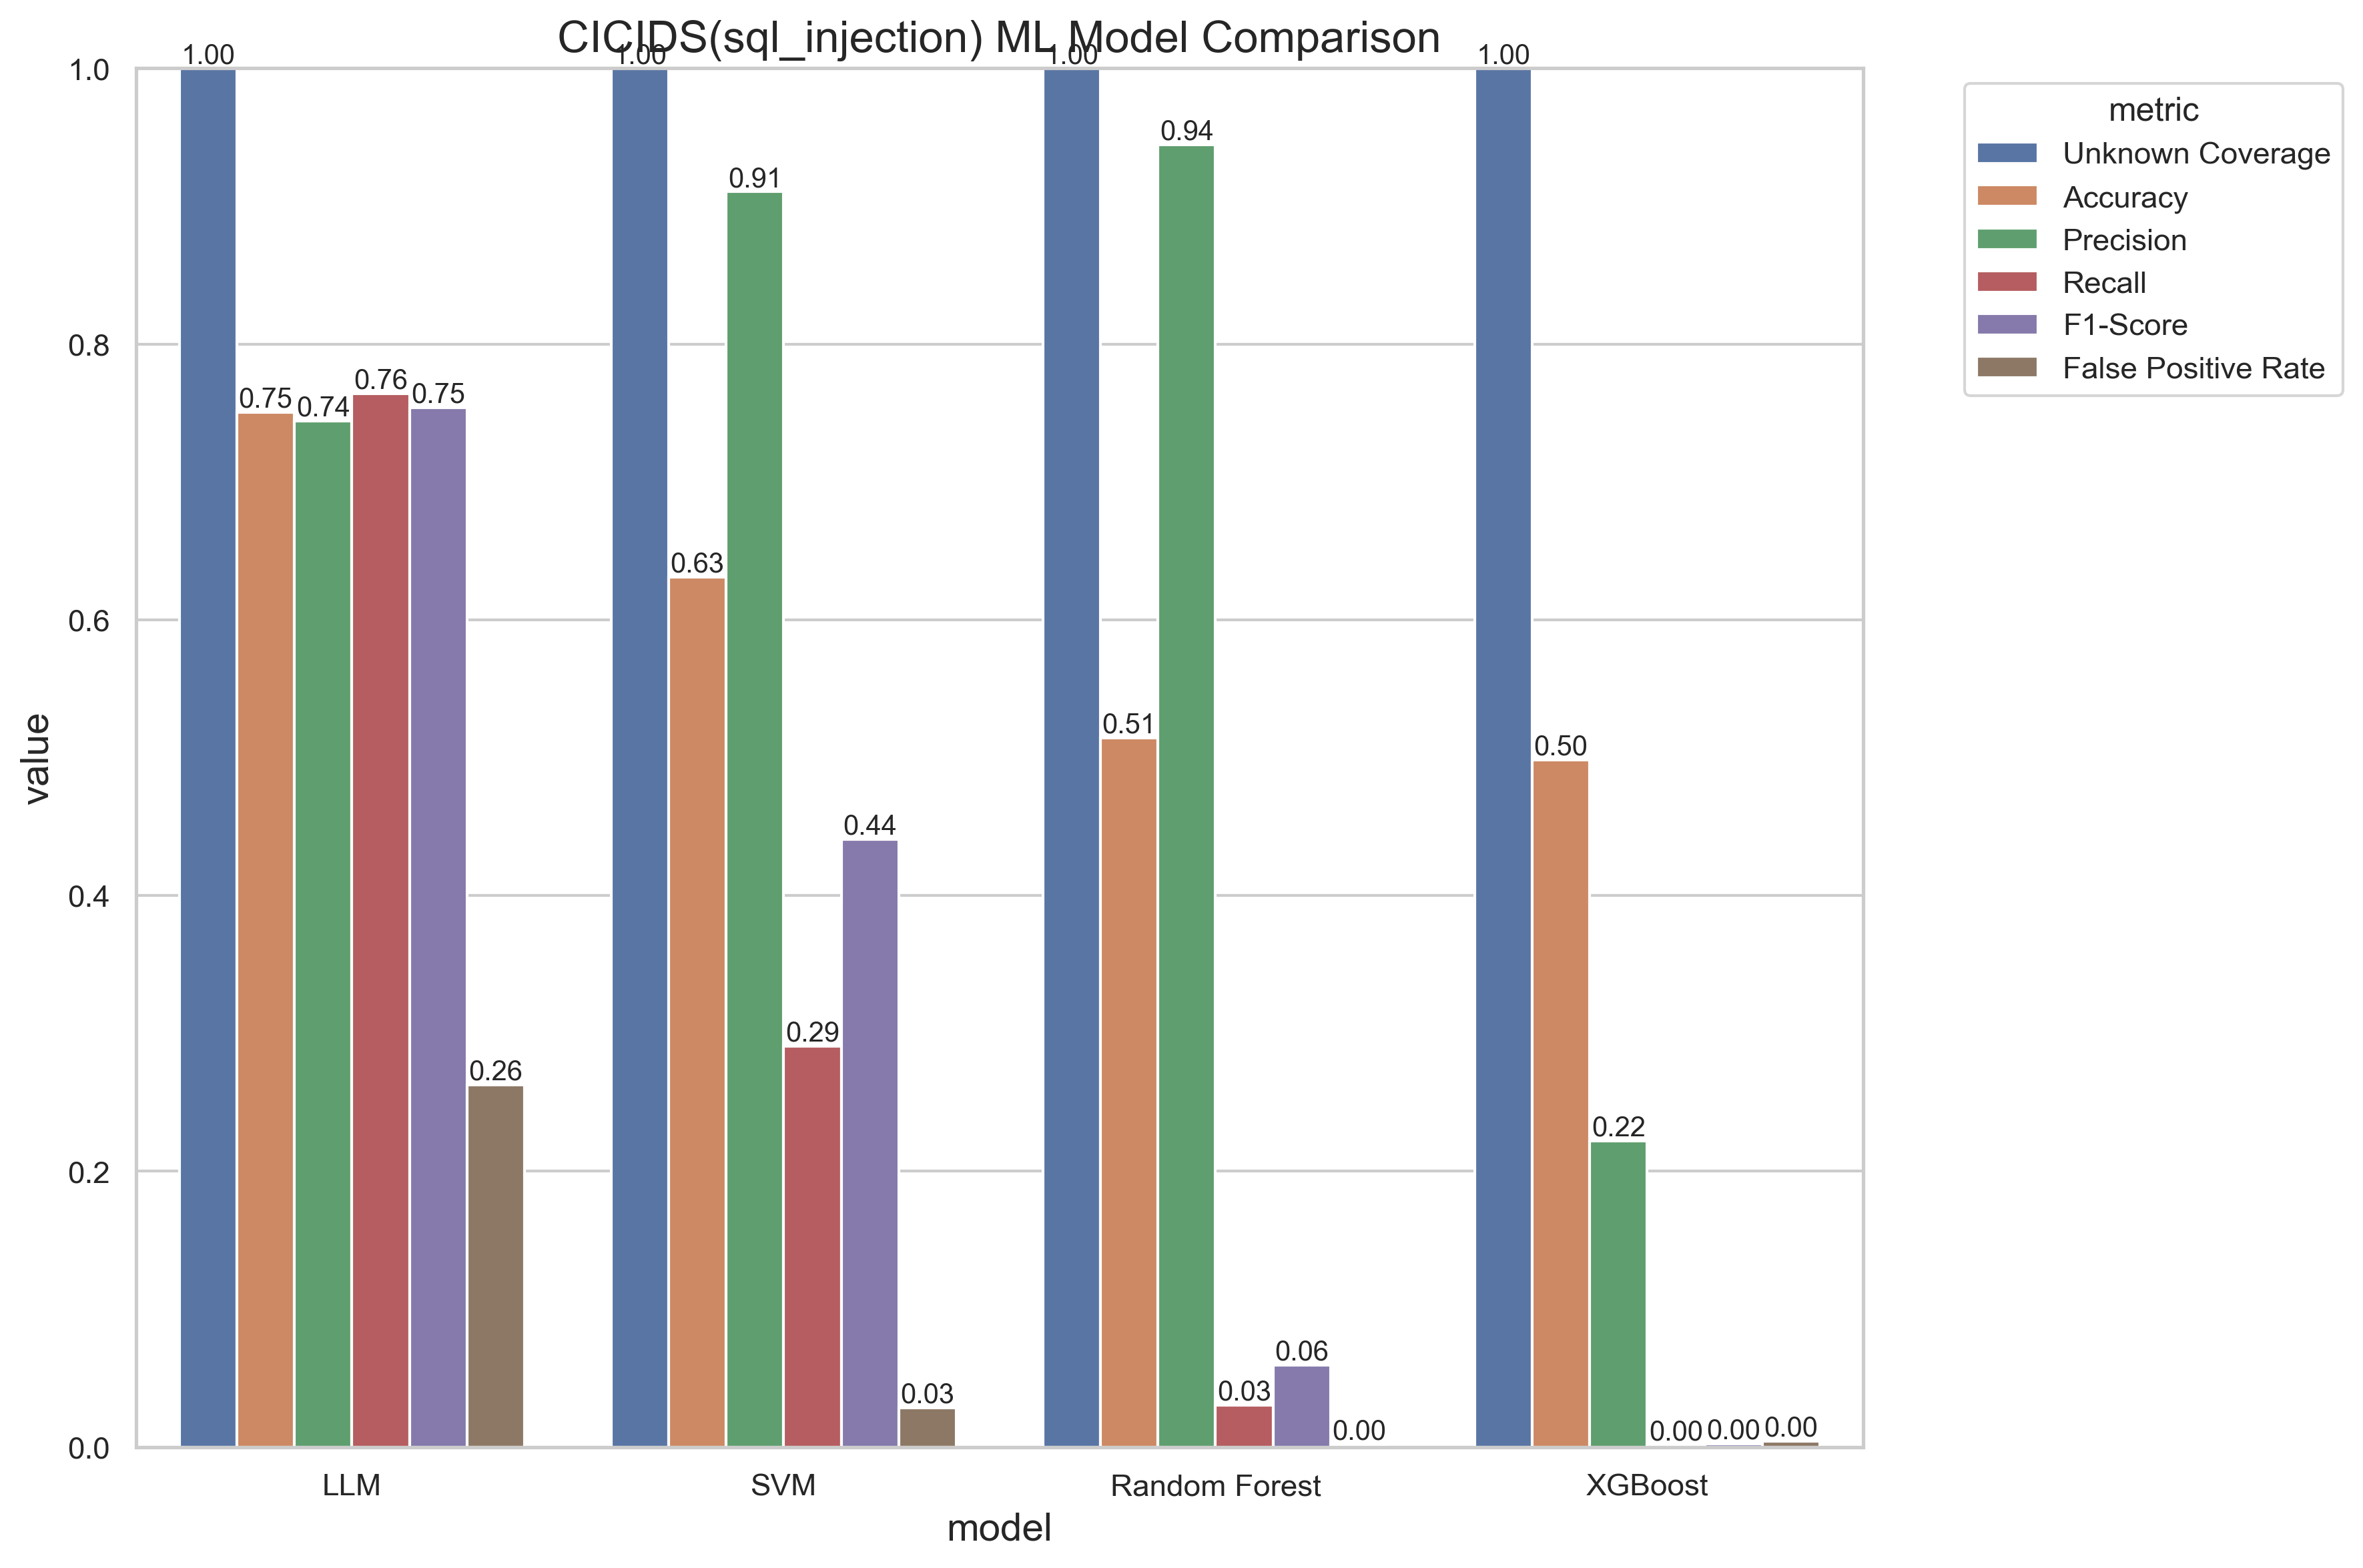 CICIDS(sql_injection) ML Model Comparison
1.00 1.00 1.00 1.00
metric
Unknown Coverage
Accuracy
Precision
Recall
F1-Score
False Positive Rate
value
1.0
0.8
0.6
0.4
0.2
0.0
0.75 0.74 0.76 0.75 0.26
0.63 0.91 0.29 0.44 0.03
0.51 0.94 0.03 0.06 0.00
0.50 0.22 0.00 0.00 0.00
LLM SVM Random Forest XGBoost
model